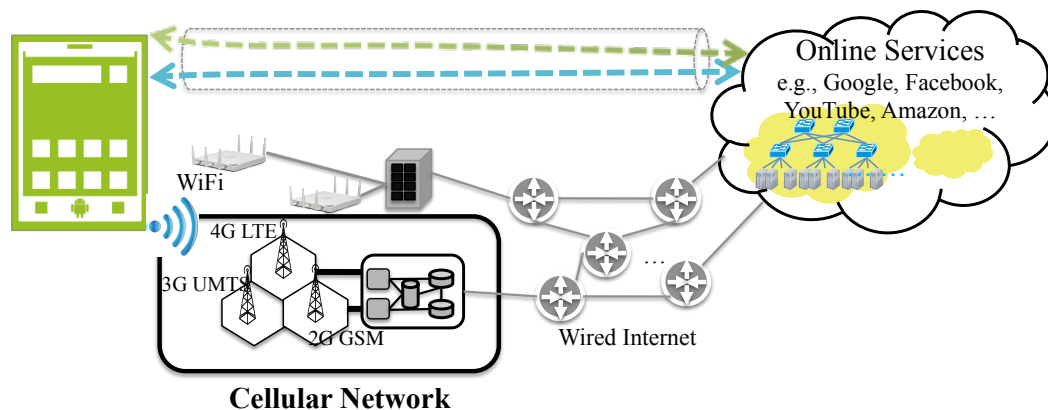 Online Services
e.g., Google, Facebook,
YouTube, Amazon, …
WiFi
4G LTE
3G UMTS
2G GSM
…
Wired Internet
Cellular Network